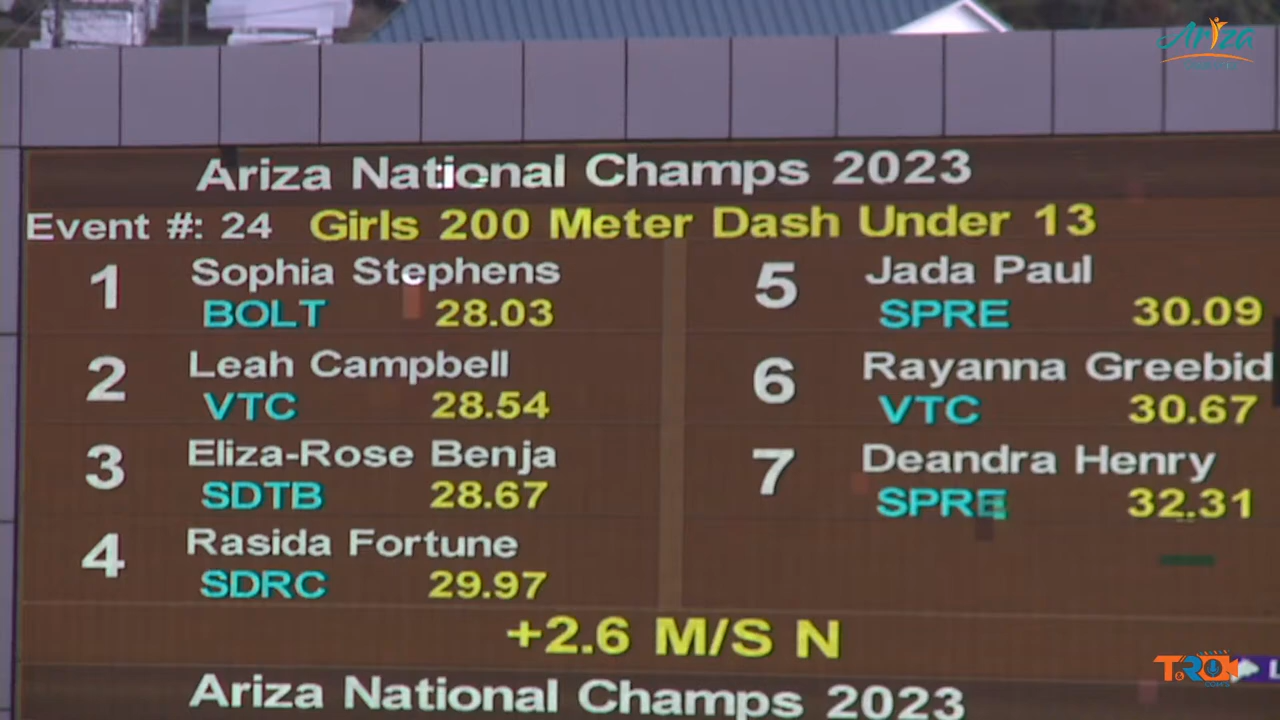 Ariza
Ariza National Champs 2023
Event #: 24 Girls 200 Meter Dash Under 13
1 Sophia Stephens
BOLT 28.03
2 Leah Campbell
VTC 28.54
3 Eliza-Rose Benja
SDTB 28.67
4 Rasida Fortune
SDRC 29.97
5 Jada Paul
SPRE 30.09
6 Rayanna Greebid
VTC 30.67
7 Deandra Henry
SPRE 32.31
+2.6 M/S N
Ariza National Champs 2023